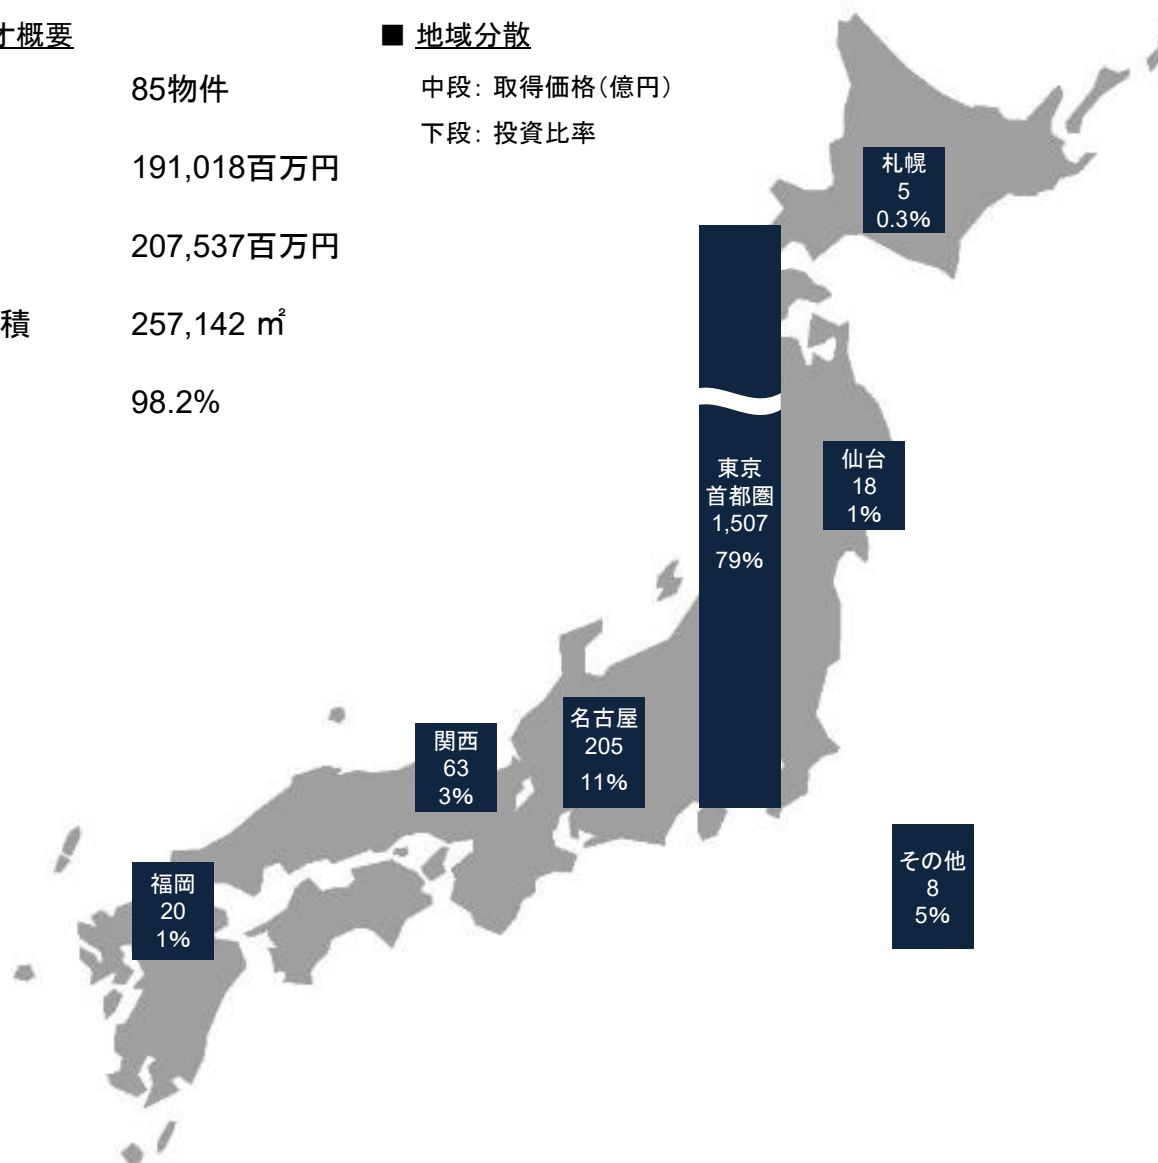 オ概要
85物件
191,018百万円
207,537百万円
積
257,142 ㎡
98.2%
■ 地域分散
中段: 取得価格(億円)
下段: 投資比率
札幌
5
0.3%
仙台
18
1%
東京
首都圏
1,507
79%
名古屋
205
11%
関西
63
3%
福岡
20
1%
その他
8
5%